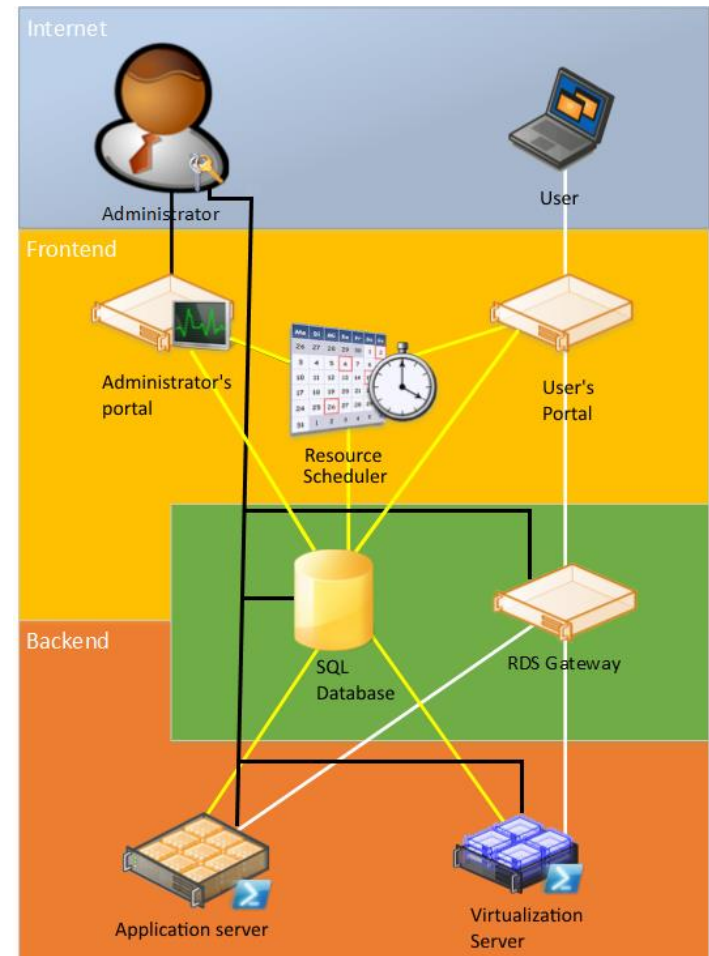 Internet
Administrator
User
Frontend
Administrator's
portal
User's
Portal
Resource
Scheduler
Backend
SQL
Database
RDS Gateway
Application server
Virtualization
Server